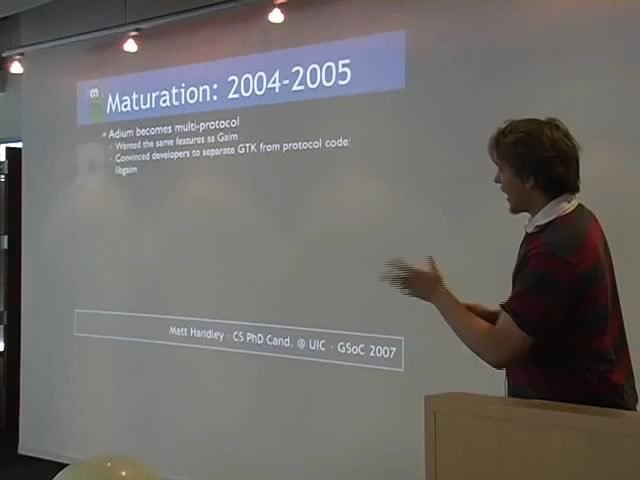 Maturation: 2004-2005
Adium becomes multi-protocol
Wanted the same features as Gaim
Convinced developers to separate GTK from protocol code:
libgaim
Matt Handley - CS PhD Cand. @ UIC - GSoC 2007